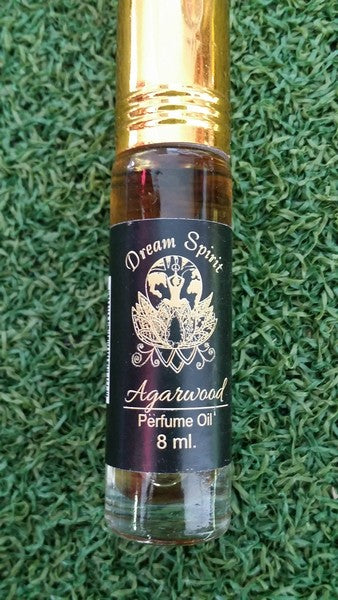 Dream Spirit
Agarwood
Perfume Oil
8 ml.